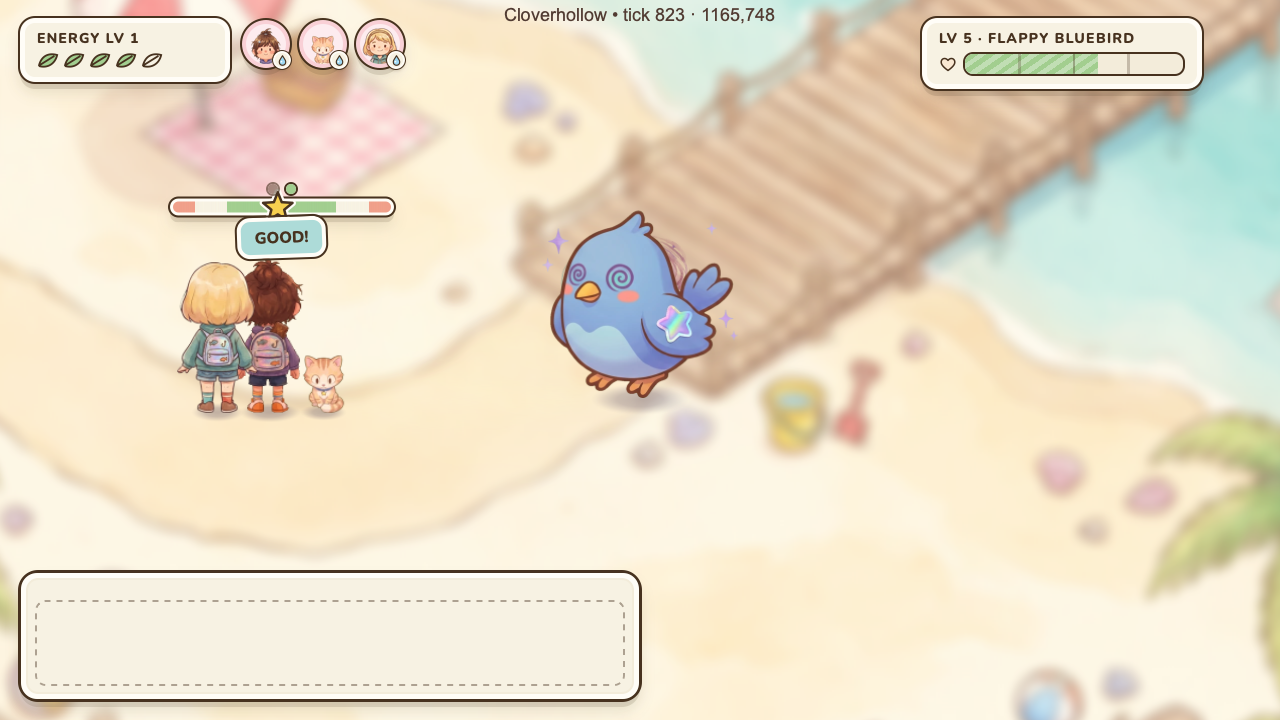 Cloverhollow • tick 823 · 1165,748
ENERGY LV 1
LV 5 · FLAPPY BLUEBIRD
GOOD!